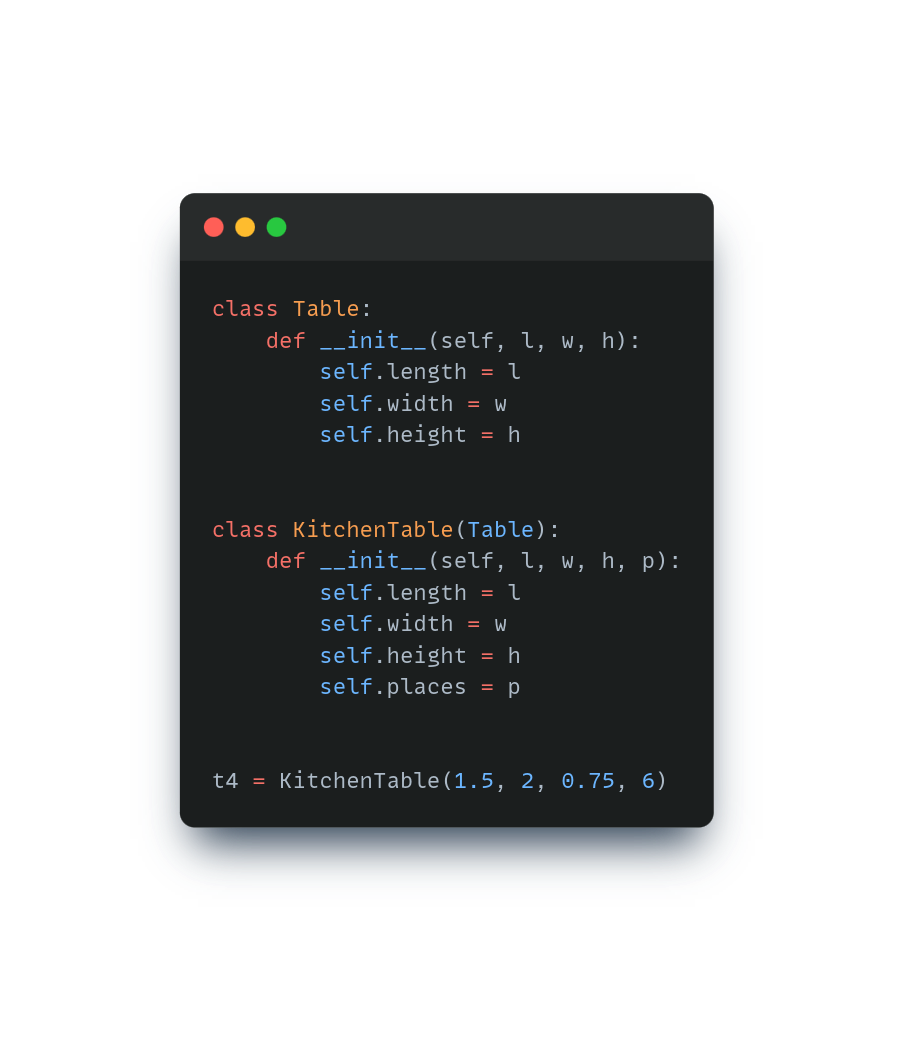 class Table:
    def __init__(self, l, w, h):
        self.length = l
        self.width = w
        self.height = h
class KitchenTable(Table):
    def __init__(self, l, w, h, p):
        self.length = l
        self.width = w
        self.height = h
        self.places = p
t4 = KitchenTable(1.5, 2, 0.75, 6)